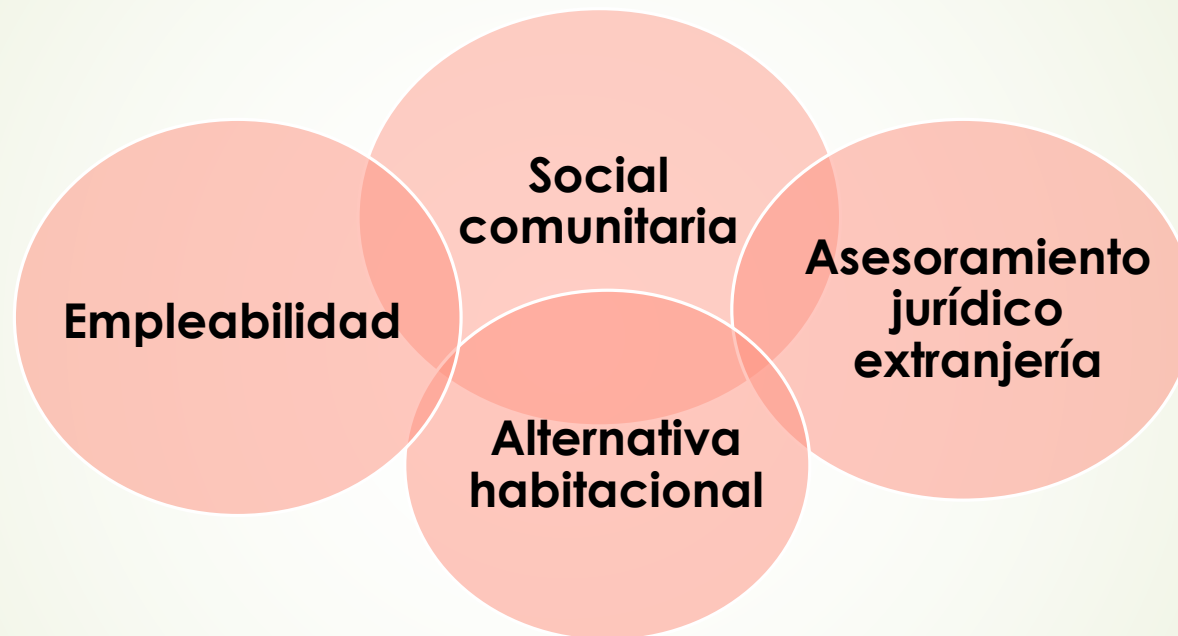 Social
comunitaria
Empleabilidad
Asesoramiento
jurídico
extranjería
Alternativa
habitacional